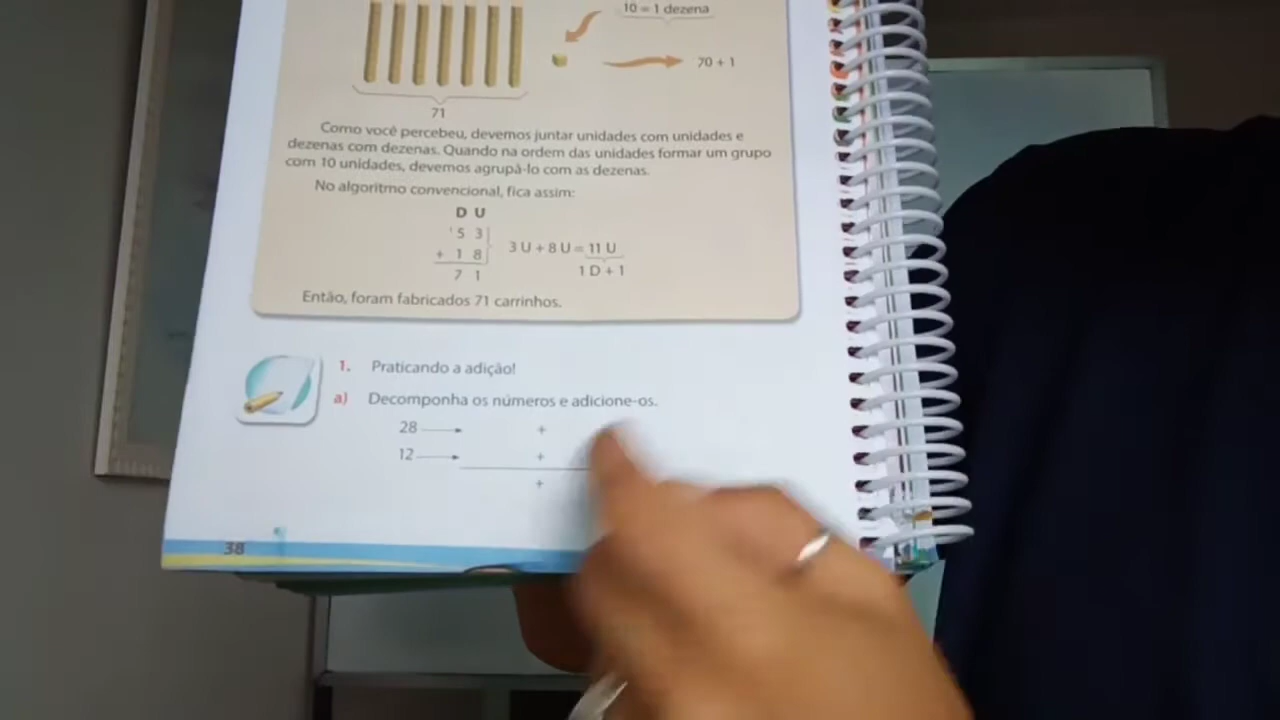 10 = 1 dezena
70 + 1
71
Como você percebeu, devemos juntar unidades com unidades e
dezenas com dezenas. Quando na ordem das unidades formar um grupo
com 10 unidades, devemos agrupá-lo com as dezenas.
No algoritmo convencional, fica assim:
D U
¹5 3
+ 1 8
7 1
3 U + 8 U = 11 U
1 D + 1
Então, foram fabricados 71 carrinhos.
1. Praticando a adição!
a) Decomponha os números e adicione-os.
28 +
12 +
+
38